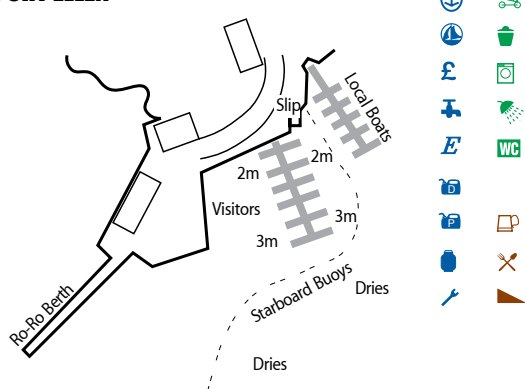 Slip
Local Boats
2m
2m
Visitors
3m
3m
Starboard Buoys
Dries
Ro-Ro Berth
Dries
£
E
WC
D
P